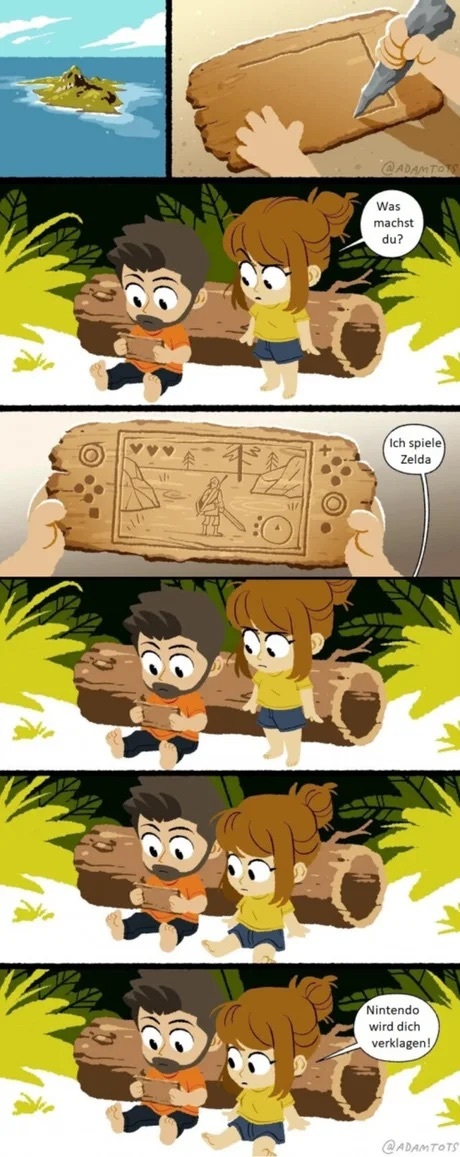 @ADAMTOTS
Was
machst
du?
Ich spiele
Zelda
Nintendo
wird dich
verklagen!
@ADAMTOTS